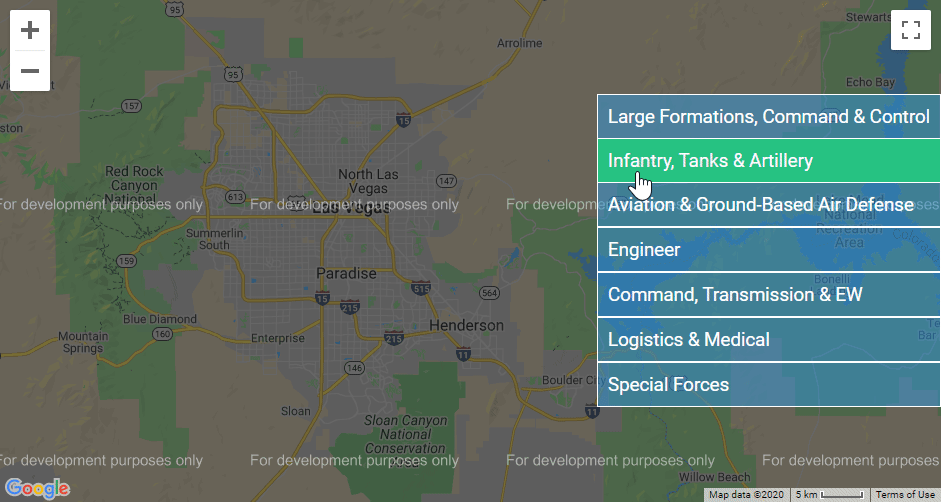 95
Stewarts
Arrolime
95
Echo Bay
157
15
Large Formations, Command & Control
ston
Infantry, Tanks & Artillery
Red Rock
Canyon
National
North Las
Vegas
147
613
For development purposes only
For development purposes only
For development purposes only
Las Vegas
Aviation & Ground-Based Air Defense
National
Recreation
Area
Summerlin
South
Engineer
159
Paradise
515
564
Bonelli
Command, Transmission & EW
15
215
Blue Diamond
160
Mountain
Springs
Enterprise
Henderson
215
Bar
Logistics & Medical
11
146
Boulder City
Special Forces
Sloan
11
Sloan Canyon
National
Conservation
For development purposes only
For development purposes only
For development purposes only
For development purposes only
Willow Beach
Google
Map data ©2020
5 km
Terms of Use